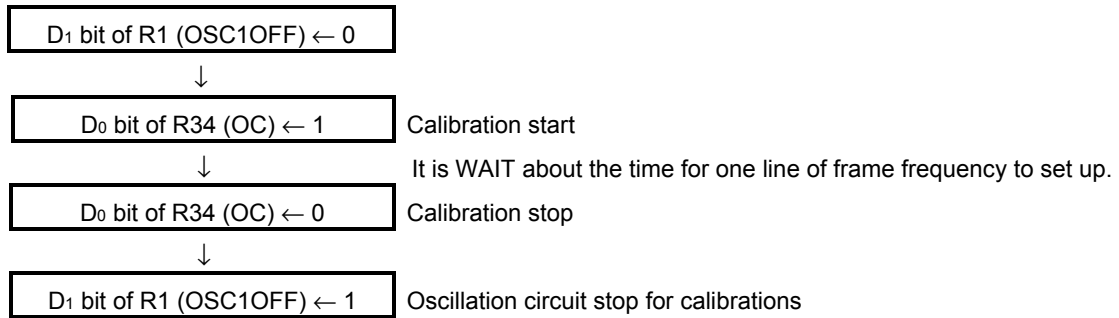 D1 bit of R1 (OSC1OFF) ← 0
↓
D0 bit of R34 (OC) ← 1 Calibration start
↓ It is WAIT about the time for one line of frame frequency to set up.
D0 bit of R34 (OC) ← 0 Calibration stop
↓
D1 bit of R1 (OSC1OFF) ← 1 Oscillation circuit stop for calibrations